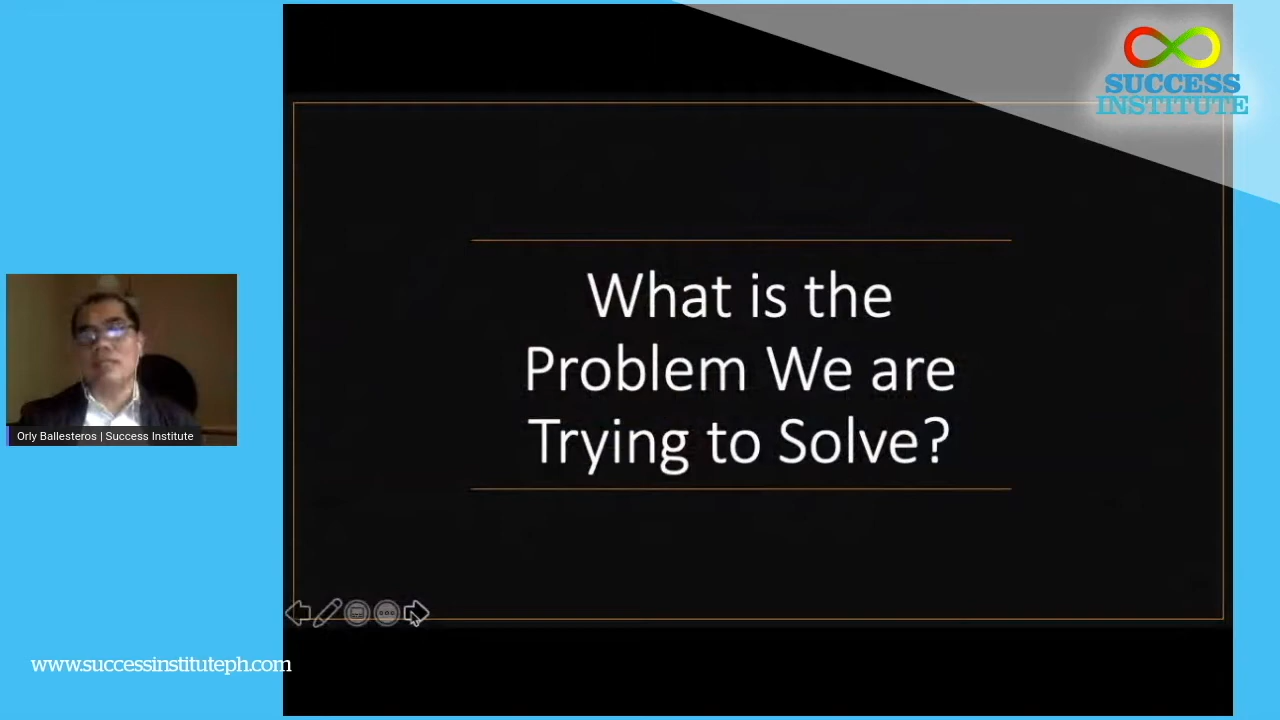 SUCCESS
INSTITUTE
What is the
Problem We are
Trying to Solve?
Orly Ballesteros | Success Institute
www.successinstituteph.com